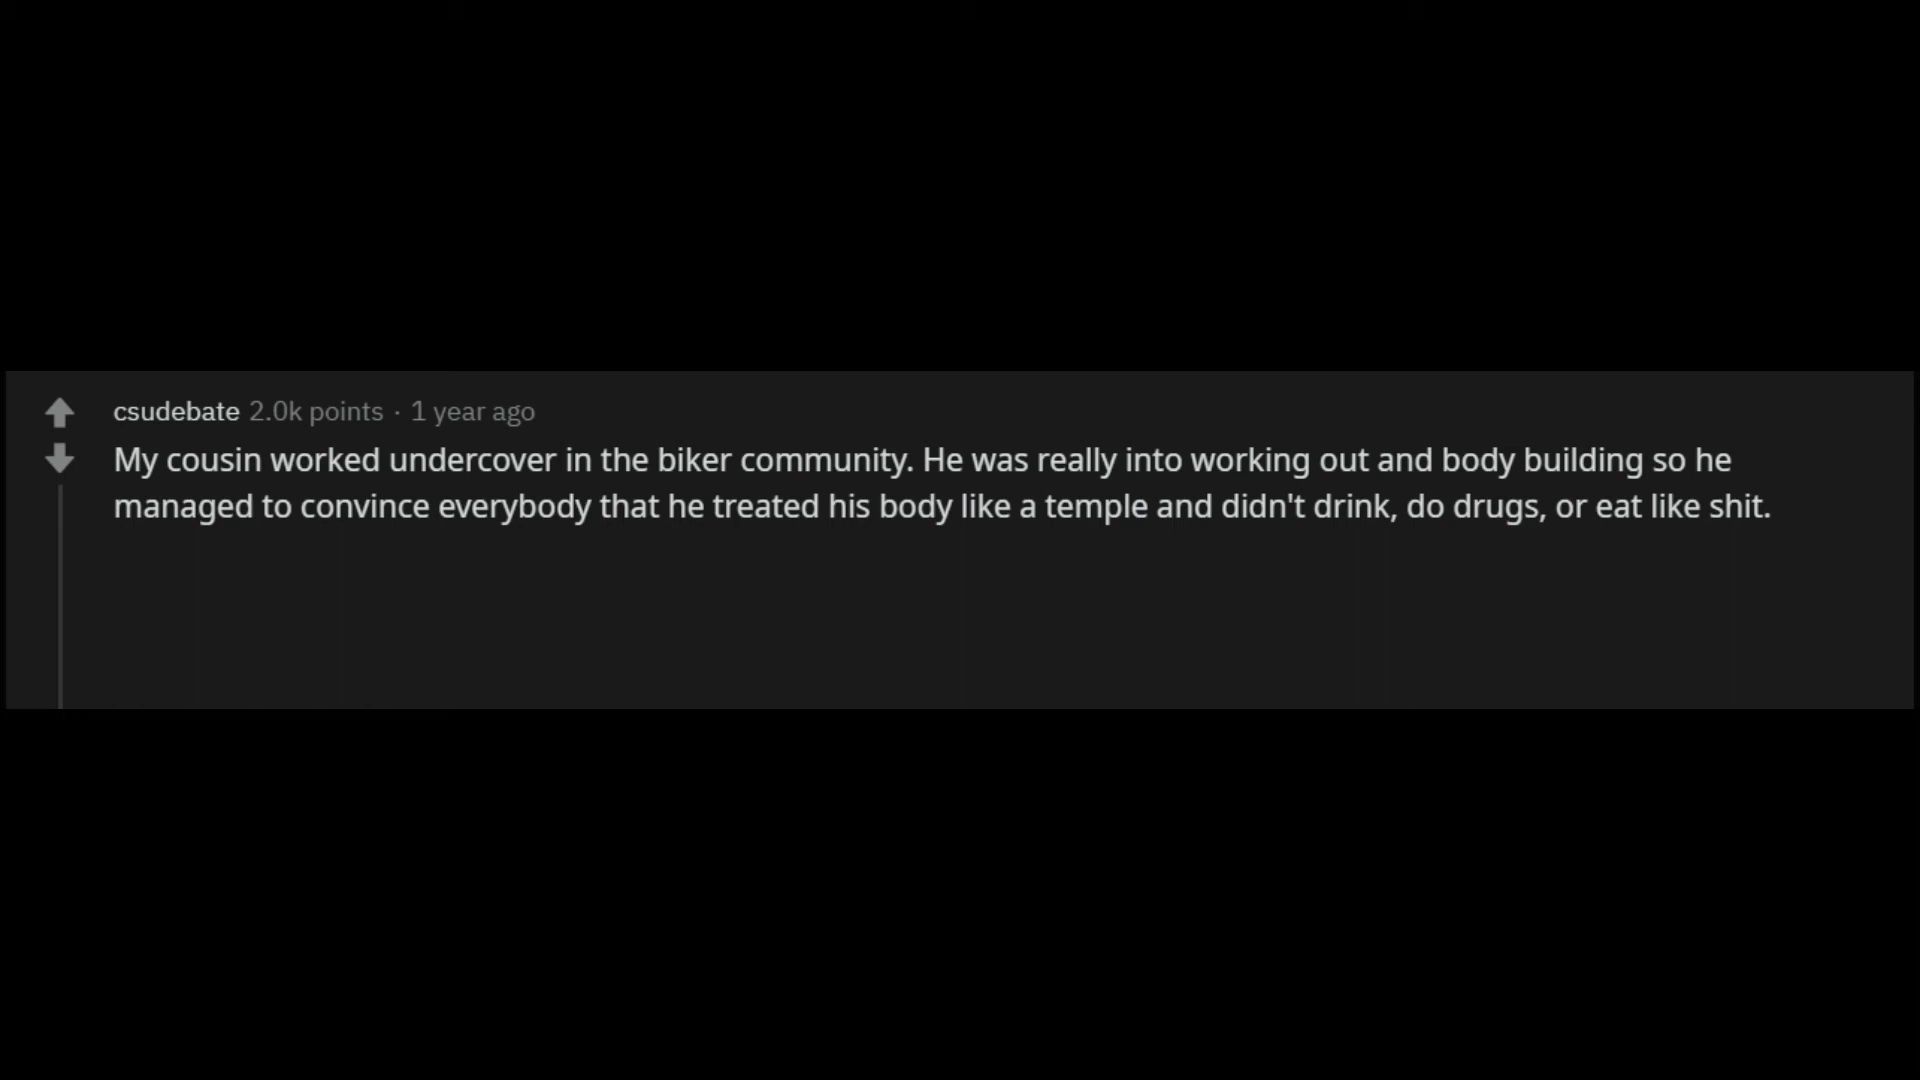 csudebate 2.0k points · 1 year ago
My cousin worked undercover in the biker community. He was really into working out and body building so he
managed to convince everybody that he treated his body like a temple and didn't drink, do drugs, or eat like shit.